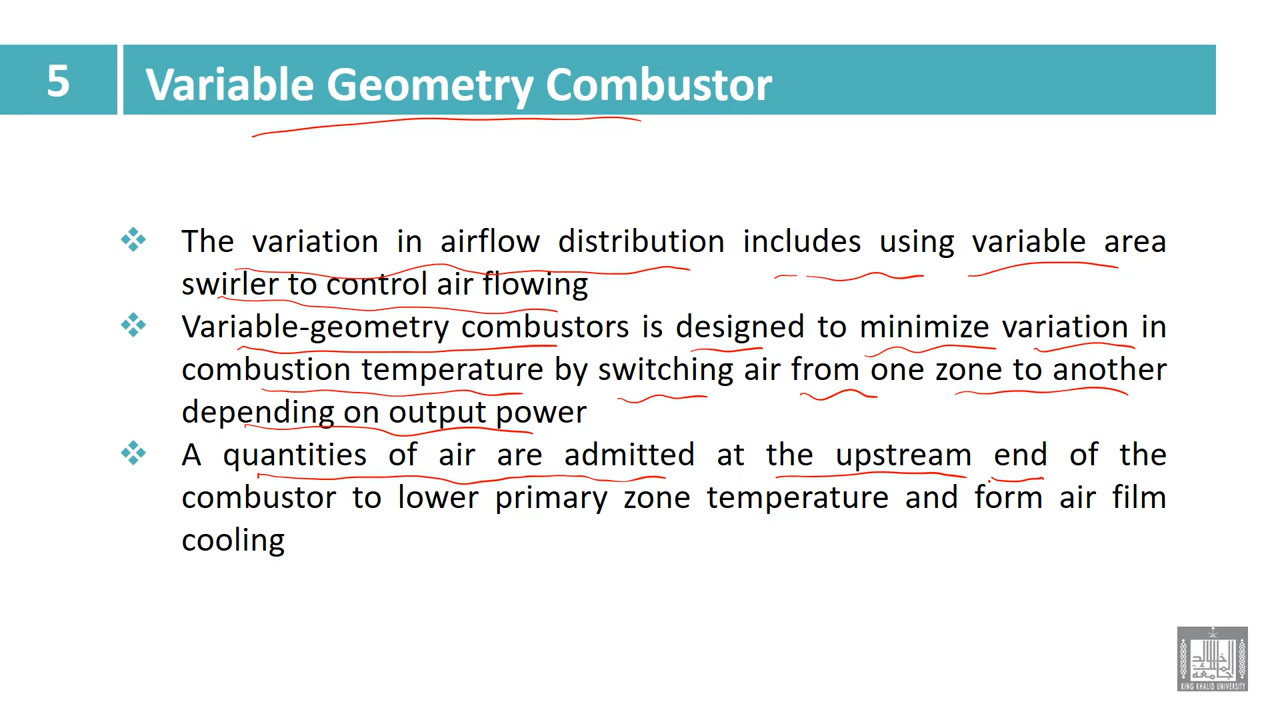 5
Variable Geometry Combustor
The variation in airflow distribution includes using variable area
swirler to control air flowing
Variable-geometry combustors is designed to minimize variation in
combustion temperature by switching air from one zone to another
depending on output power
A quantities of air are admitted at the upstream end of the
combustor to lower primary zone temperature and form air film
cooling
KING KHALID UNIVERSITY